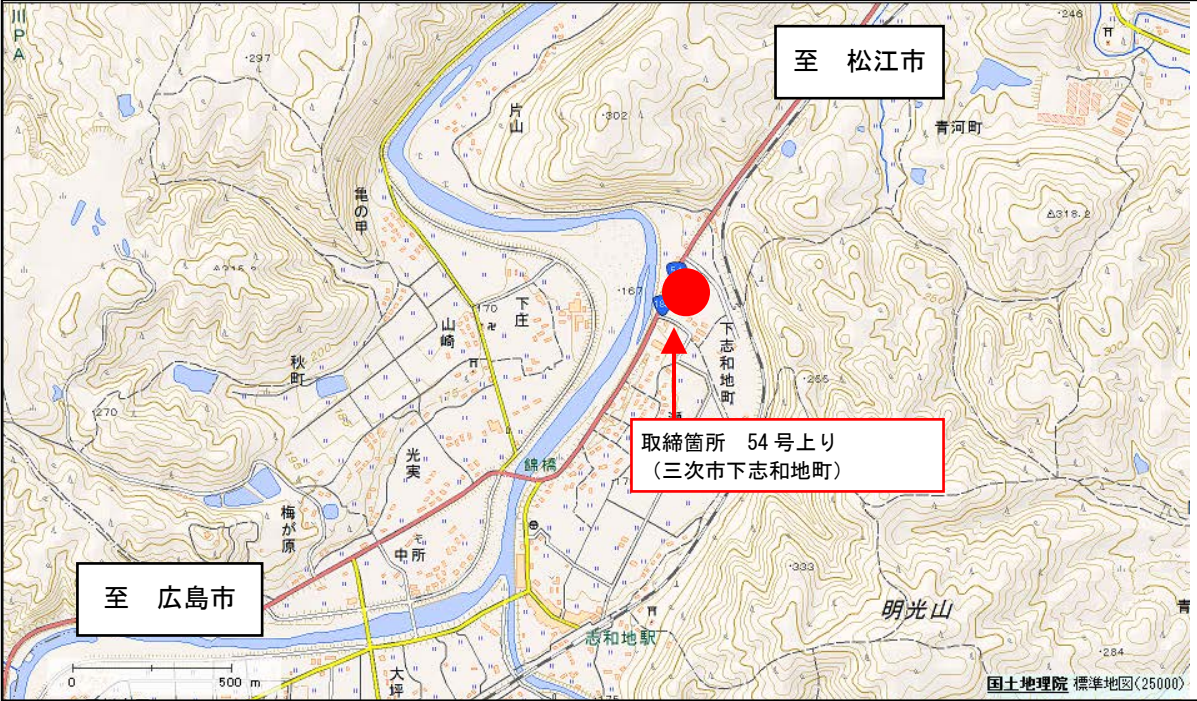 川
P
A
至　松江市
・246
・297
片山
・302
青河町
亀の甲
△318.2
・167
下庄
170
山崎
下志和地町
秋町
・255
・270
取締箇所　54号上り
（三次市下志和地町）
光実
錦橋
梅が原
中所
・333
至　広島市
明光山
青
志和地駅
・284
大坪
0
500 m
国土地理院 標準地図(25000)